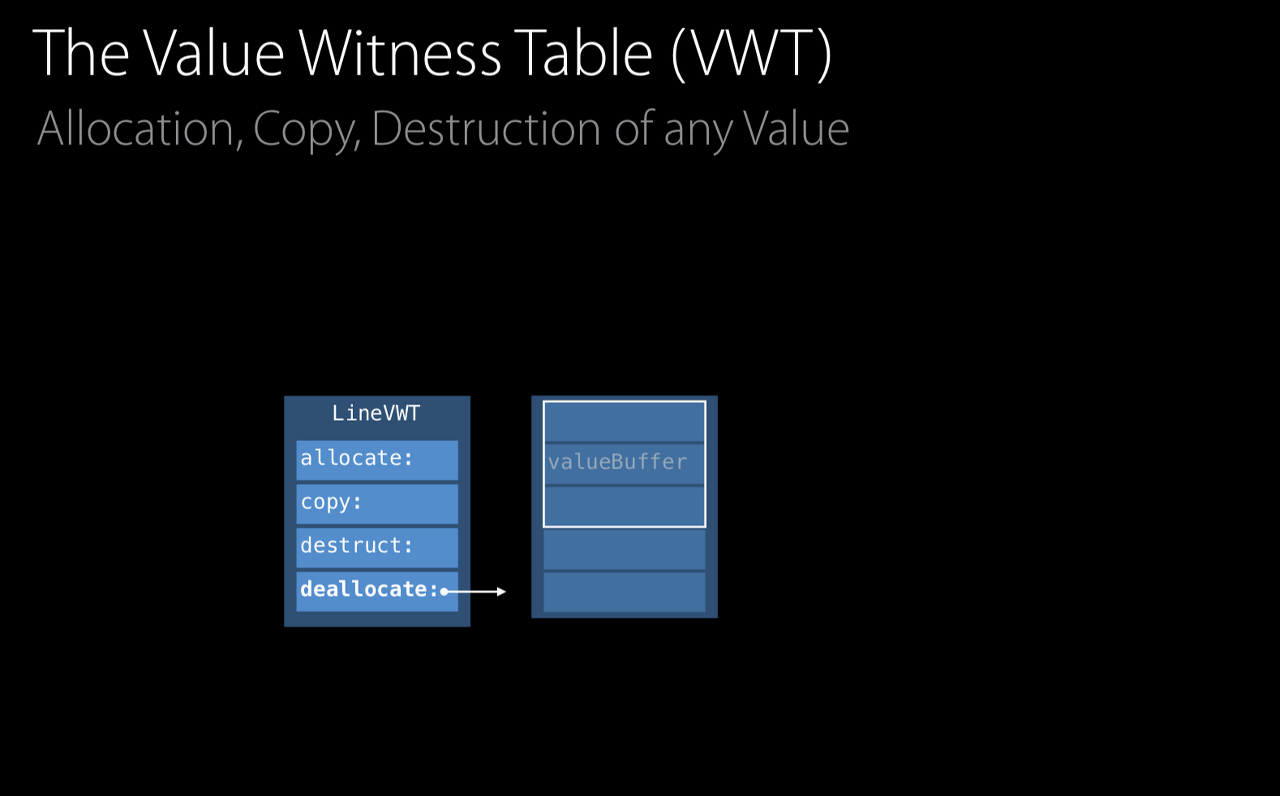 The Value Witness Table (VWT)
Allocation, Copy, Destruction of any Value
LineVWT
allocate:
copy:
destruct:
deallocate:
valueBuffer